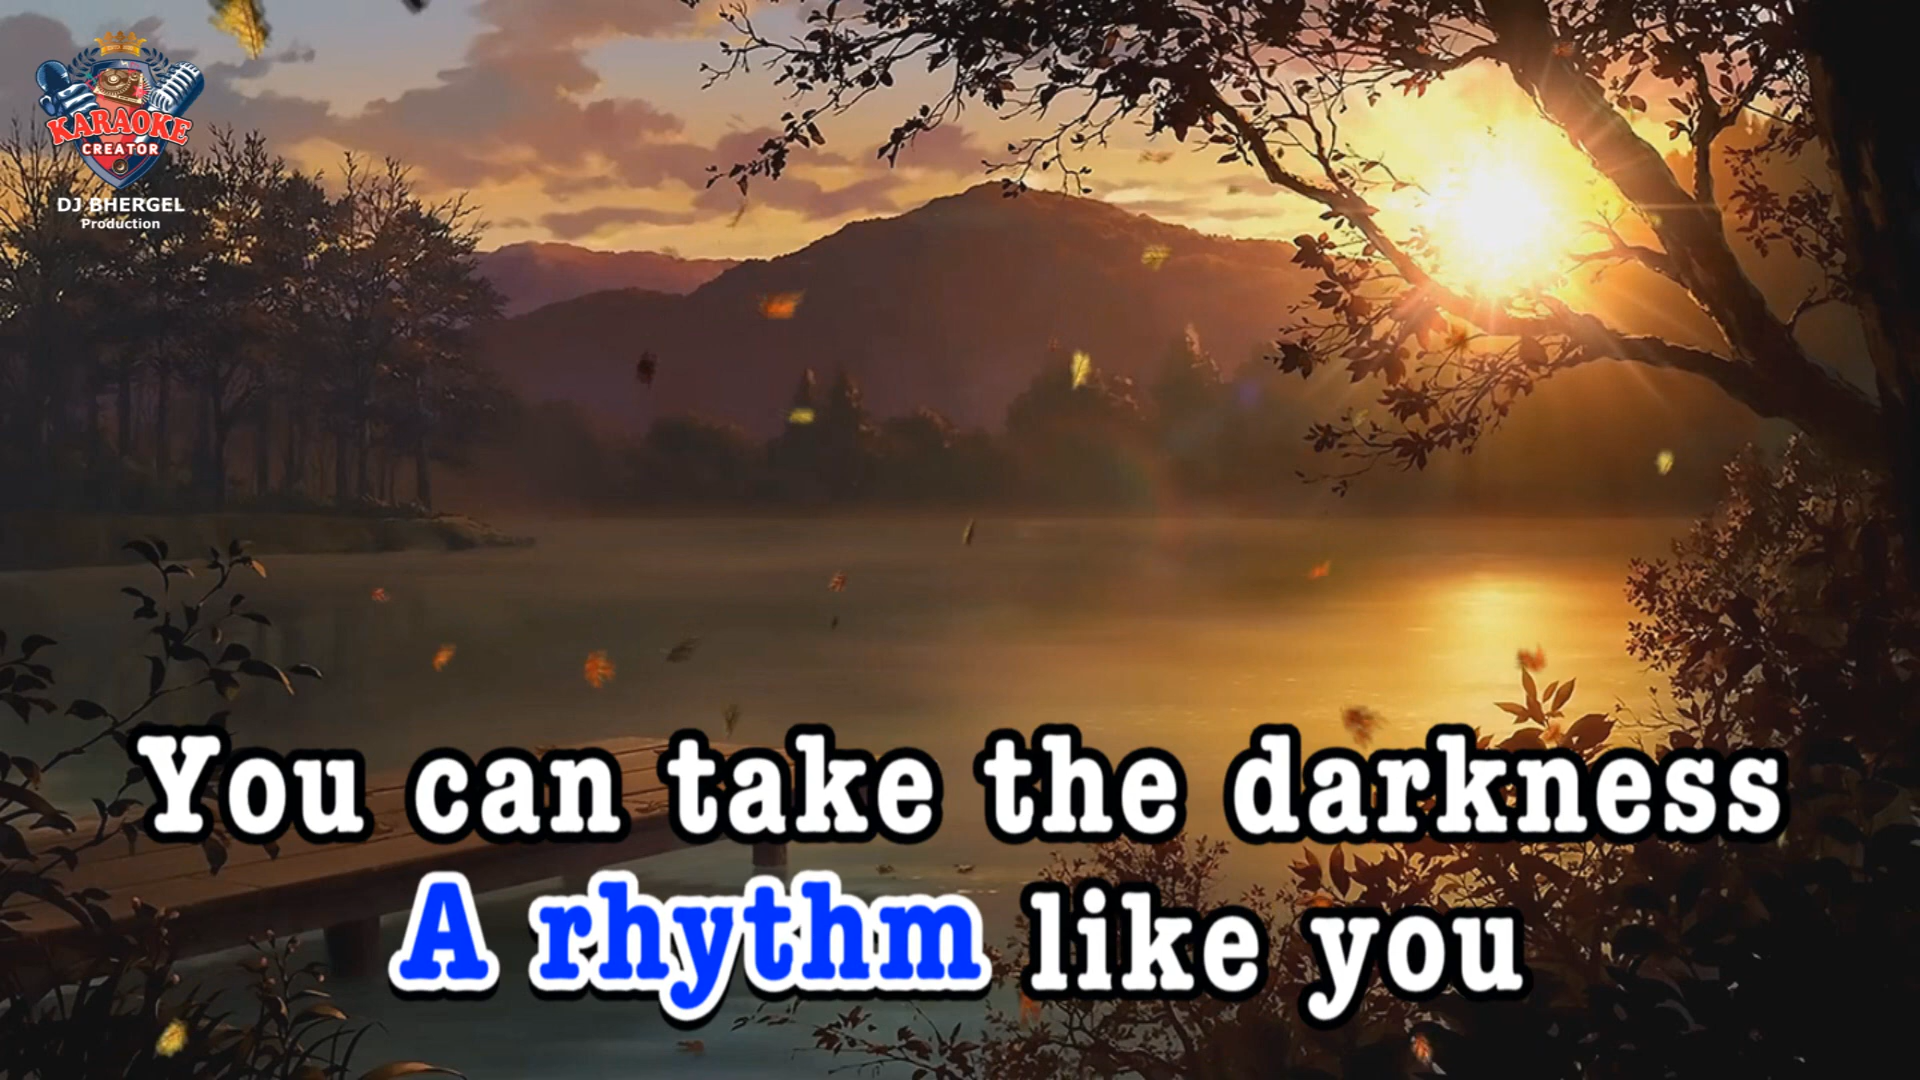 KARAOKE
CREATOR
DJ BHERGEL
Production
You can take the darkness
A rhythm like you